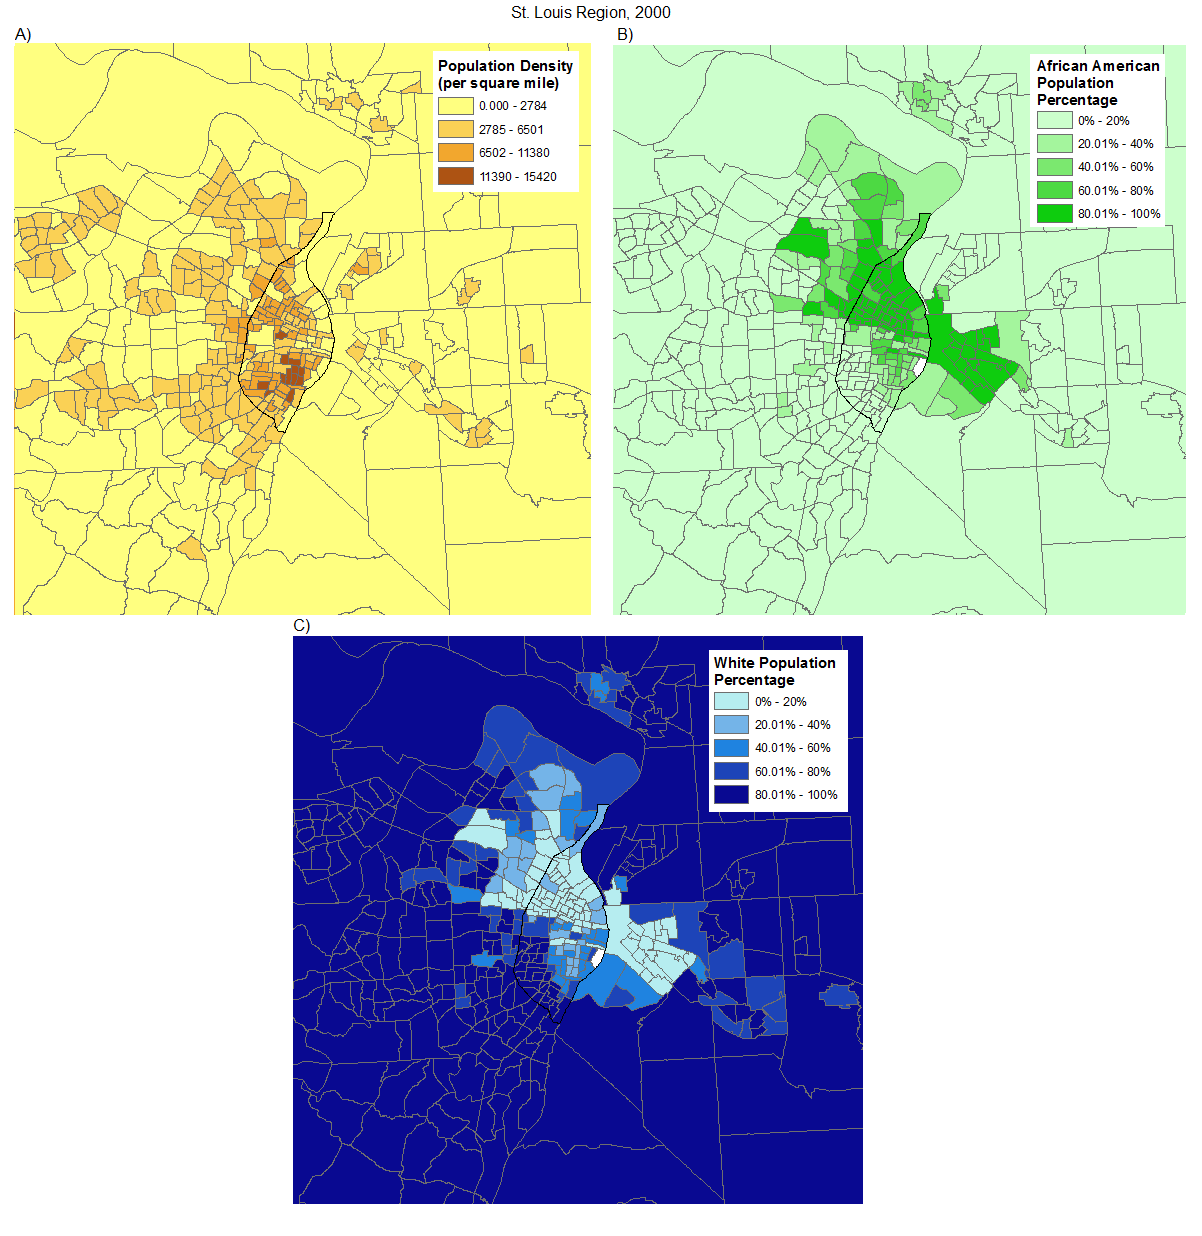 St. Louis Region, 2000
A)
Population Density
(per square mile)
0.000 - 2784
2785 - 6501
6502 - 11380
11390 - 15420
B)
African American
Population
Percentage
0% - 20%
20.01% - 40%
40.01% - 60%
60.01% - 80%
80.01% - 100%
C)
White Population
Percentage
0% - 20%
20.01% - 40%
40.01% - 60%
60.01% - 80%
80.01% - 100%